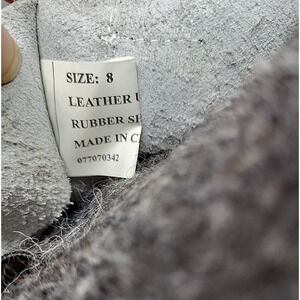 SIZE: 8
LEATHER
RUBBER
MADE IN
077070342